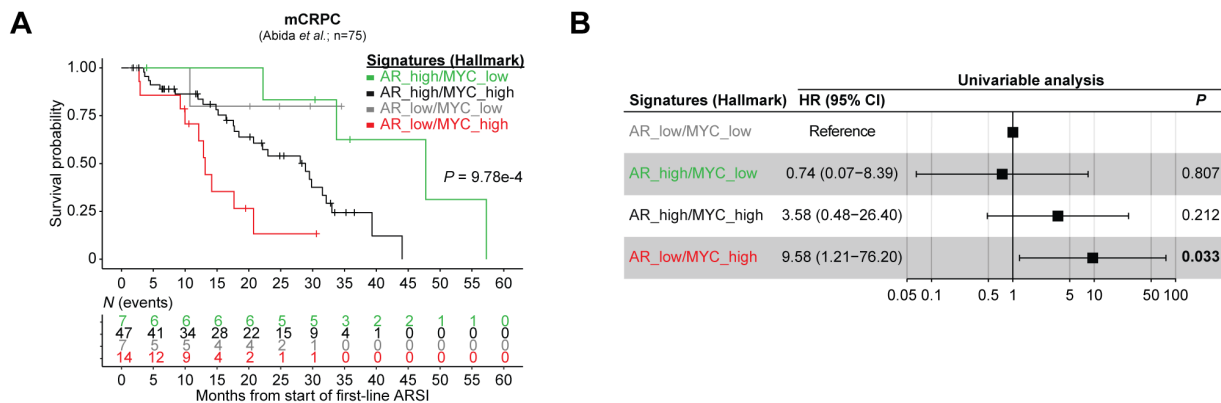 A
mCRPC
(Abida et al.; n=75)
Signatures (Hallmark)
AR_high/MYC_low
AR_high/MYC_high
AR_low/MYC_low
AR_low/MYC_high
P = 9.78e-4
Survival probability
1.00
0.75
0.50
0.25
0
0 5 10 15 20 25 30 35 40 45 50 55 60
N (events)
7 6 6 6 6 5 5 3 2 2 1 1 0
47 41 34 28 22 15 9 4 1 0 0 0 0
7 5 5 4 4 2 1 0 0 0 0 0 0
14 12 9 4 2 1 1 0 0 0 0 0 0
0 5 10 15 20 25 30 35 40 45 50 55 60
Months from start of first-line ARSI
B
Univariable analysis
Signatures (Hallmark) HR (95% CI) P
AR_low/MYC_low Reference
AR_high/MYC_low 0.74 (0.07−8.39) 0.807
AR_high/MYC_high 3.58 (0.48−26.40) 0.212
AR_low/MYC_high 9.58 (1.21−76.20) 0.033
0.05 0.1 0.5 1 5 10 50 100